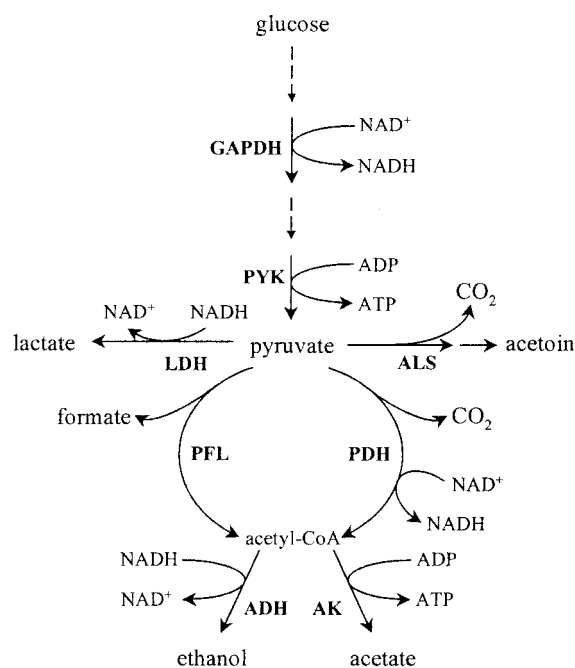 glucose
NAD⁺
GAPDH
NADH
ADP
PYK
ATP
CO₂
NAD⁺ NADH
lactate pyruvate acetoin
LDH ALS
formate CO₂
PFL PDH
NAD⁺
NADH
acetyl-CoA
NADH ADP
NAD⁺ ADH AK ATP
ethanol acetate